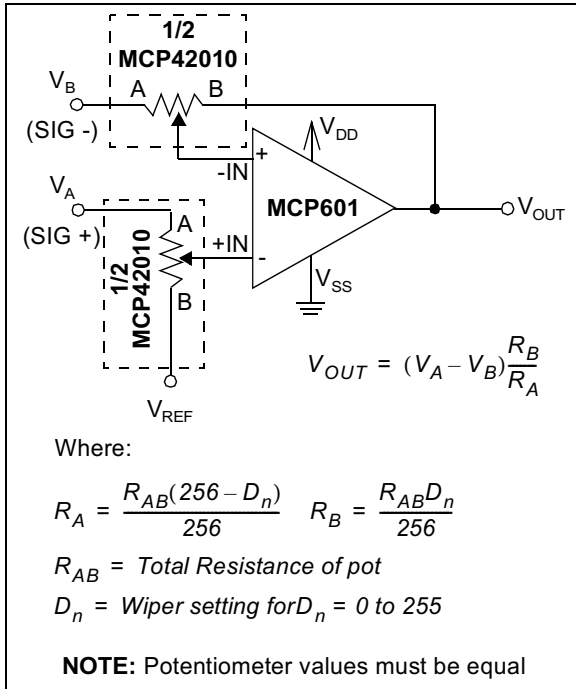 1/2
MCP42010
V_B
A
B
(SIG -)
V_DD
+
-IN
MCP601
V_OUT
V_A
(SIG +)
A
+IN
-
1/2
MCP42010
B
V_SS
V_REF
V_OUT = (V_A – V_B) R_B/R_A
Where:
R_A = R_AB(256 – D_n)/256 R_B = R_AB D_n/256
R_AB = Total Resistance of pot
D_n = Wiper setting forD_n = 0 to 255
NOTE: Potentiometer values must be equal